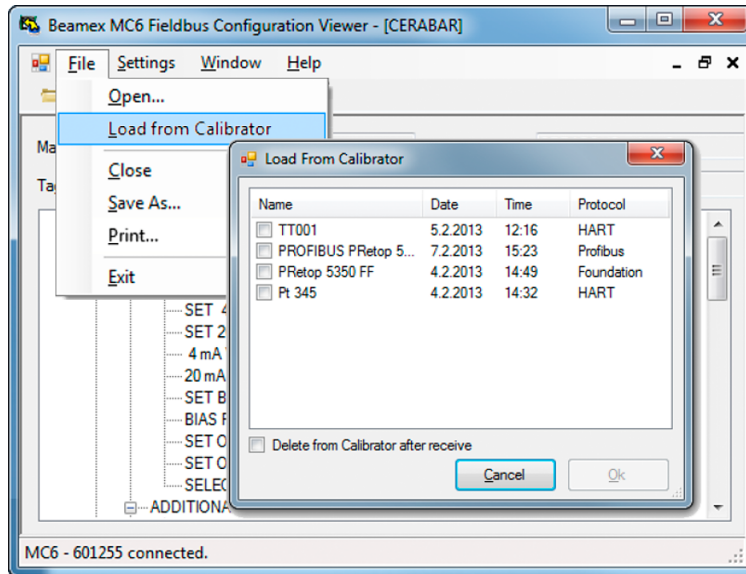 Beamex MC6 Fieldbus Configuration Viewer - [CERABAR]
File Settings Window Help
Open...
Load from Calibrator
Close
Save As...
Print...
Exit
Load From Calibrator
Name Date Time Protocol
TT001 5.2.2013 12:16 HART
PROFIBUS PRetop 5... 7.2.2013 15:23 Profibus
PRetop 5350 FF 4.2.2013 14:49 Foundation
Pt 345 4.2.2013 14:32 HART
Delete from Calibrator after receive
Cancel Ok
SET
SET 2
4 mA
20 mA
SET B
BIAS
SET O
SET O
SELEC
ADDITIONA
MC6 - 601255 connected.